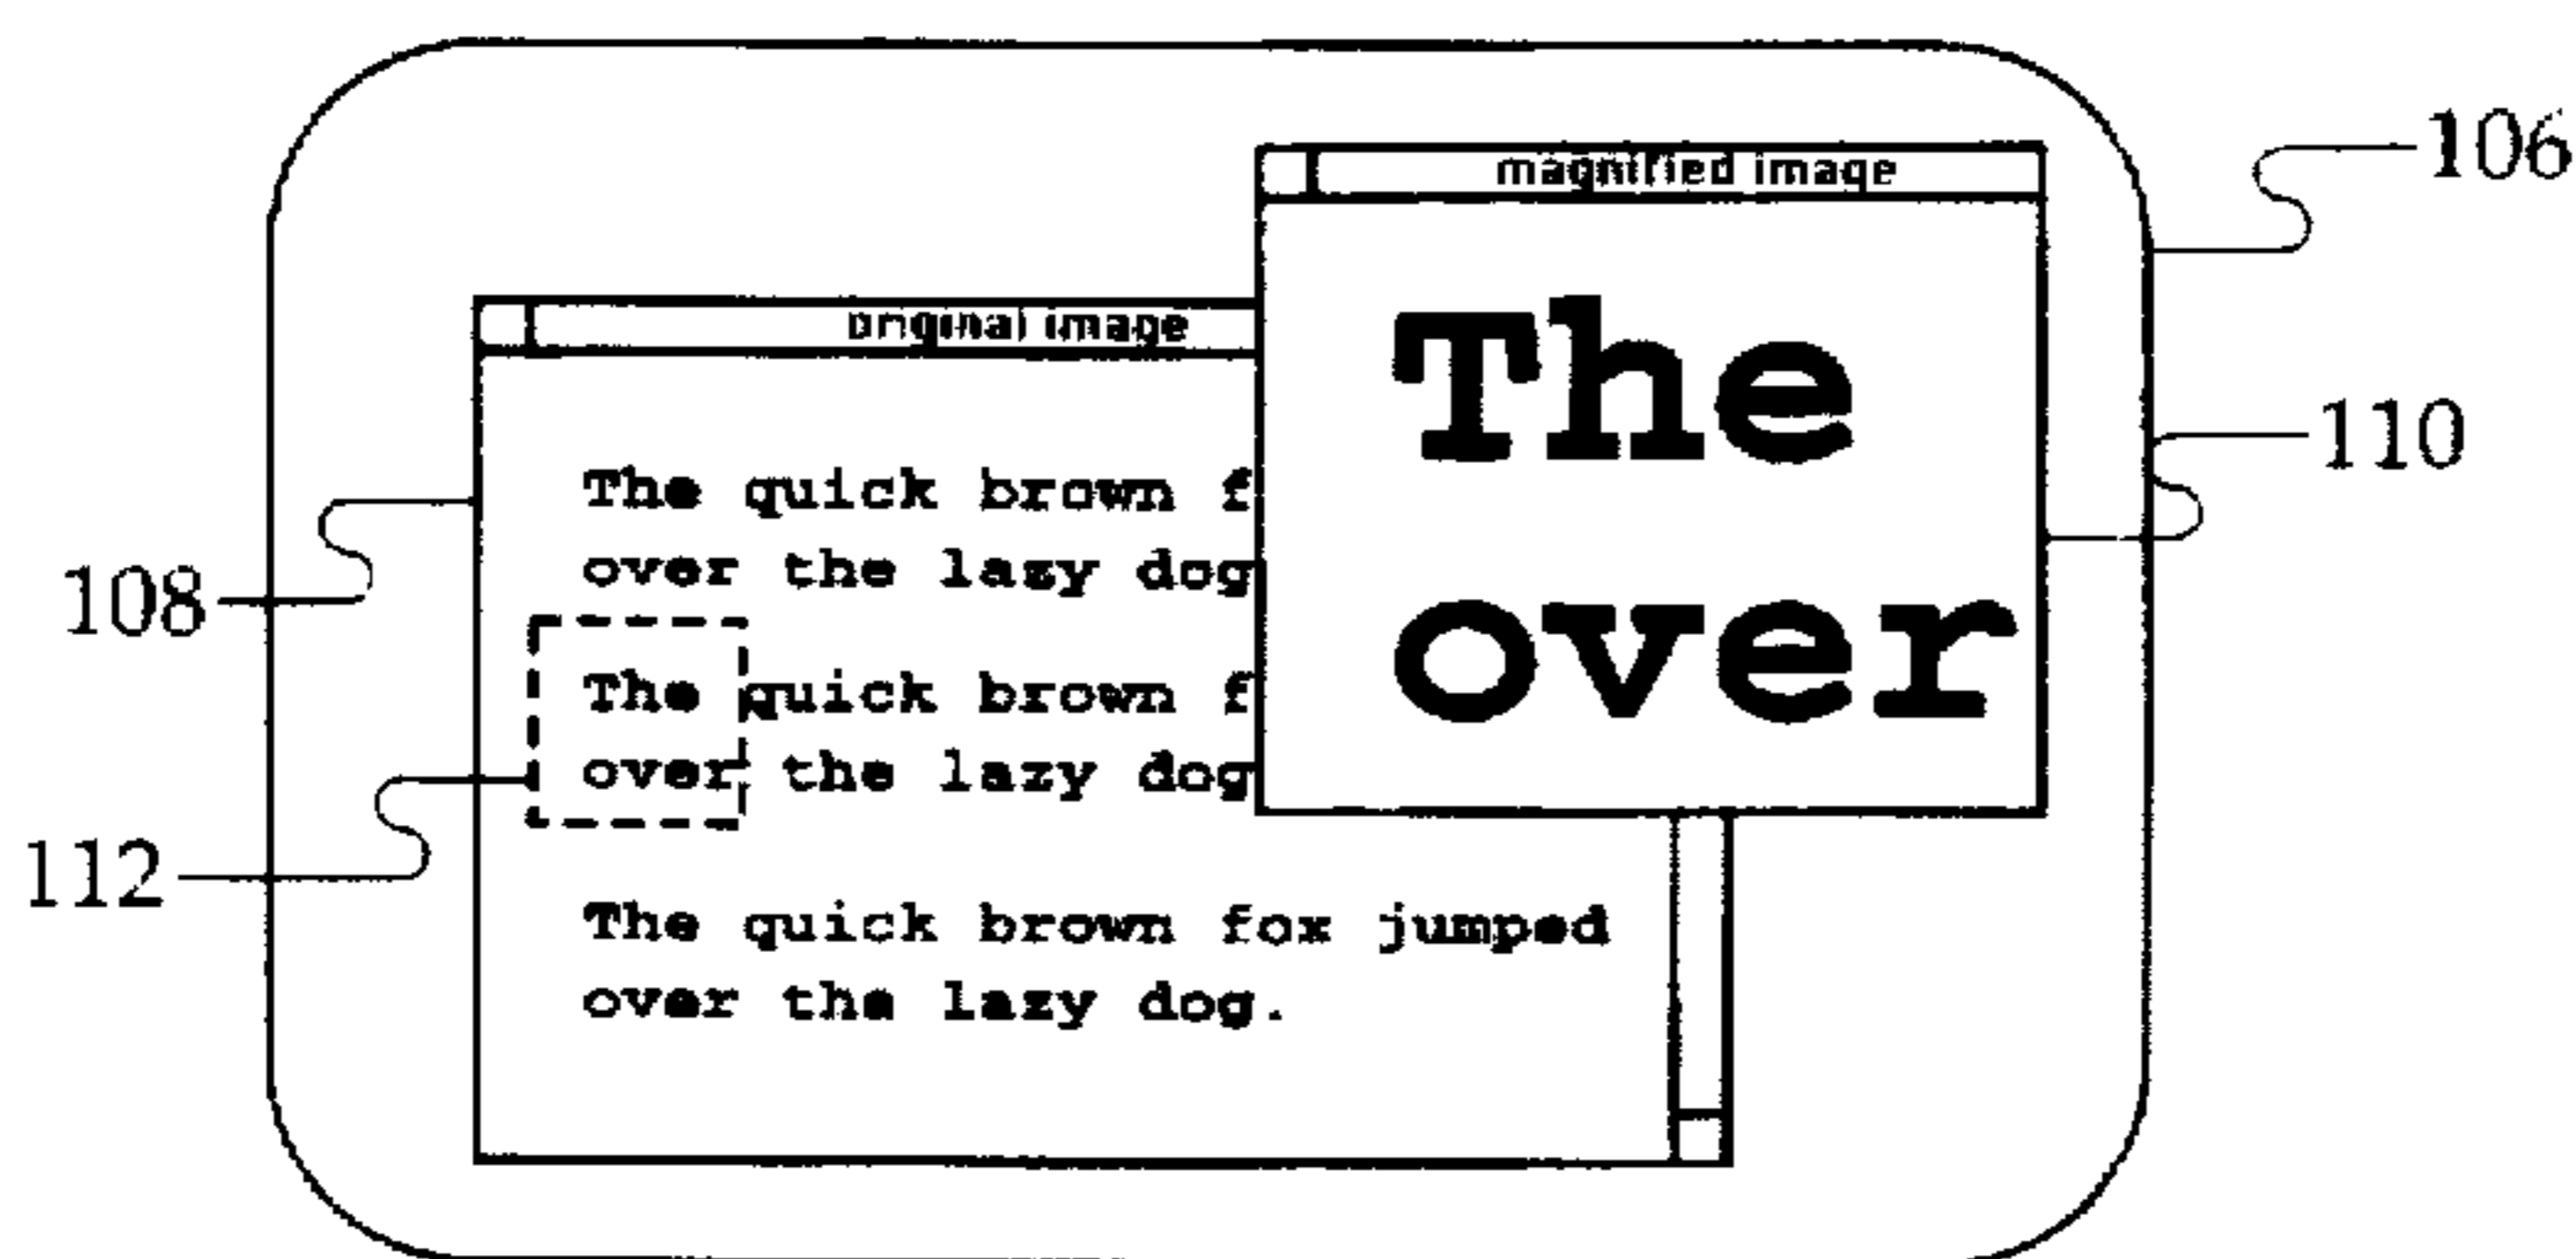 106
magnified image
The
over
110
original image
The quick brown f
over the lazy dog
The quick brown f
over the lazy dog
The quick brown fox jumped
over the lazy dog.
108
112